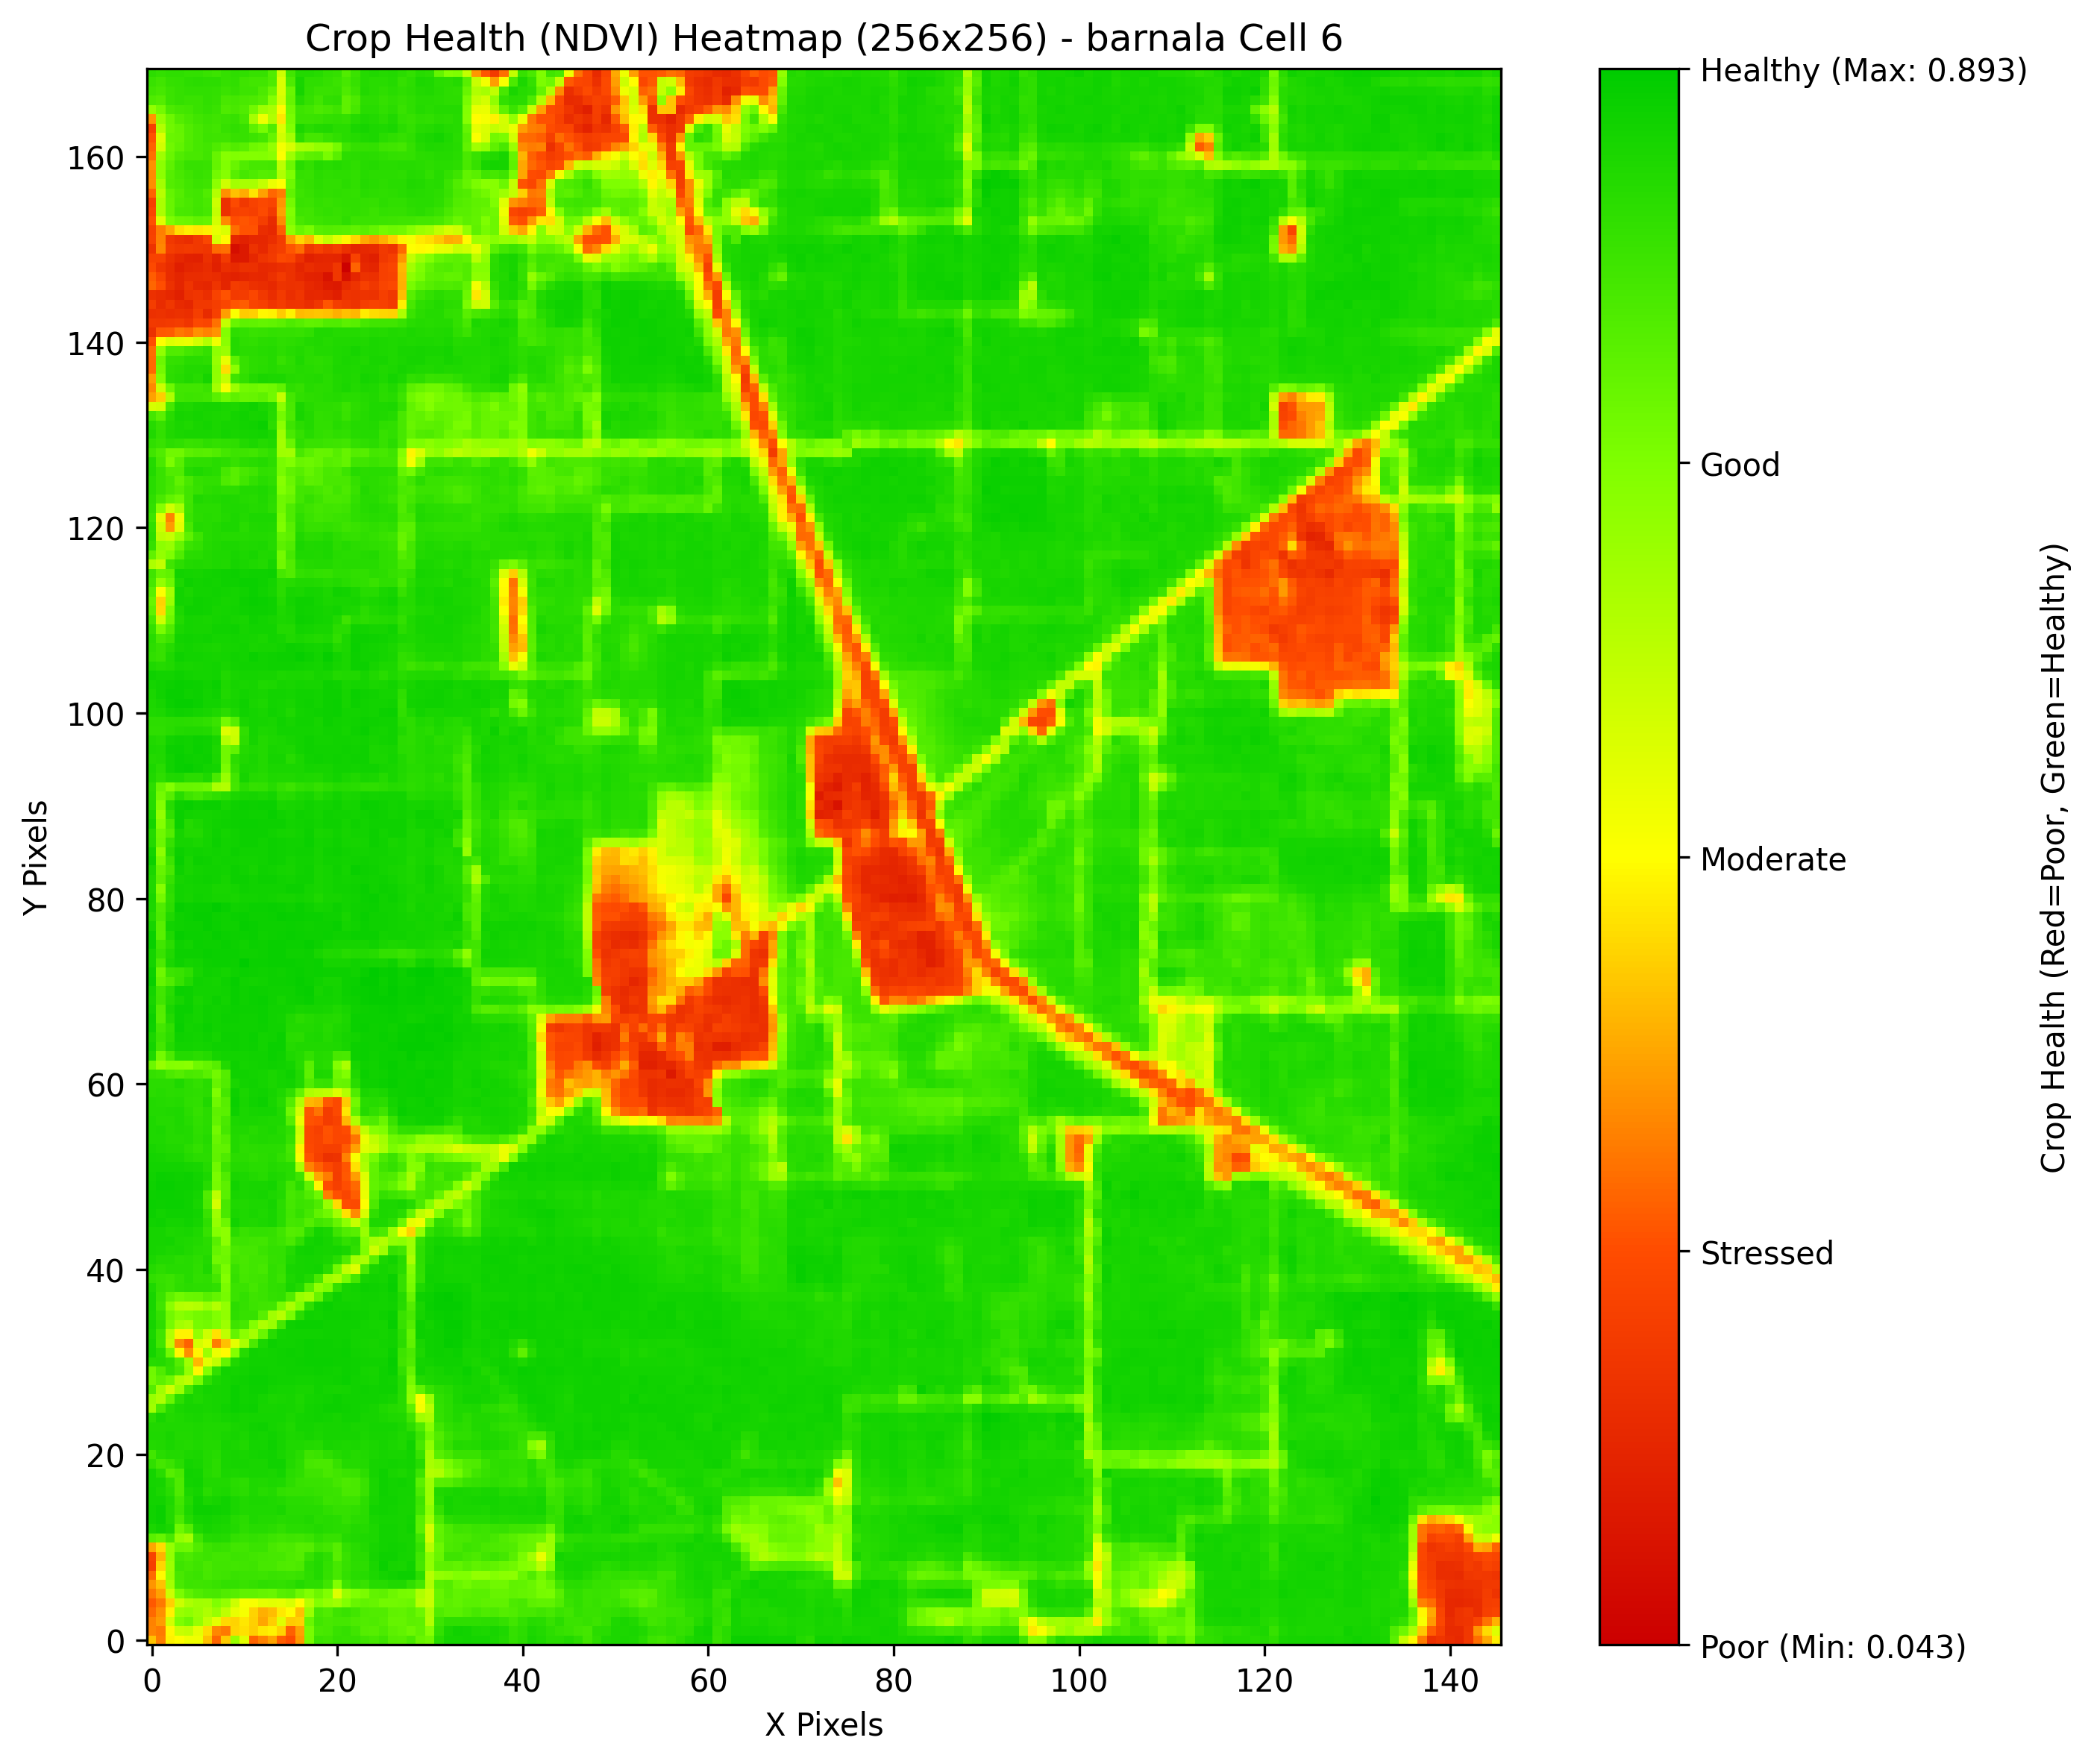 Crop Health (NDVI) Heatmap (256x256) - barnala Cell 6
Healthy (Max: 0.893)
Good
Moderate
Stressed
Poor (Min: 0.043)
Crop Health (Red=Poor, Green=Healthy)
Y Pixels
160
140
120
100
80
60
40
20
0
0 20 40 60 80 100 120 140
X Pixels